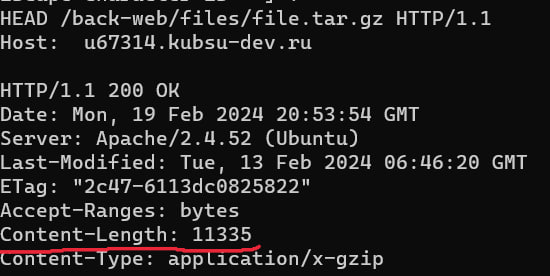 HEAD /back-web/files/file.tar.gz HTTP/1.1
Host:  u67314.kubsu-dev.ru
HTTP/1.1 200 OK
Date: Mon, 19 Feb 2024 20:53:54 GMT
Server: Apache/2.4.52 (Ubuntu)
Last-Modified: Tue, 13 Feb 2024 06:46:20 GMT
ETag: "2c47-6113dc0825822"
Accept-Ranges: bytes
Content-Length: 11335
Content-Type: application/x-gzip